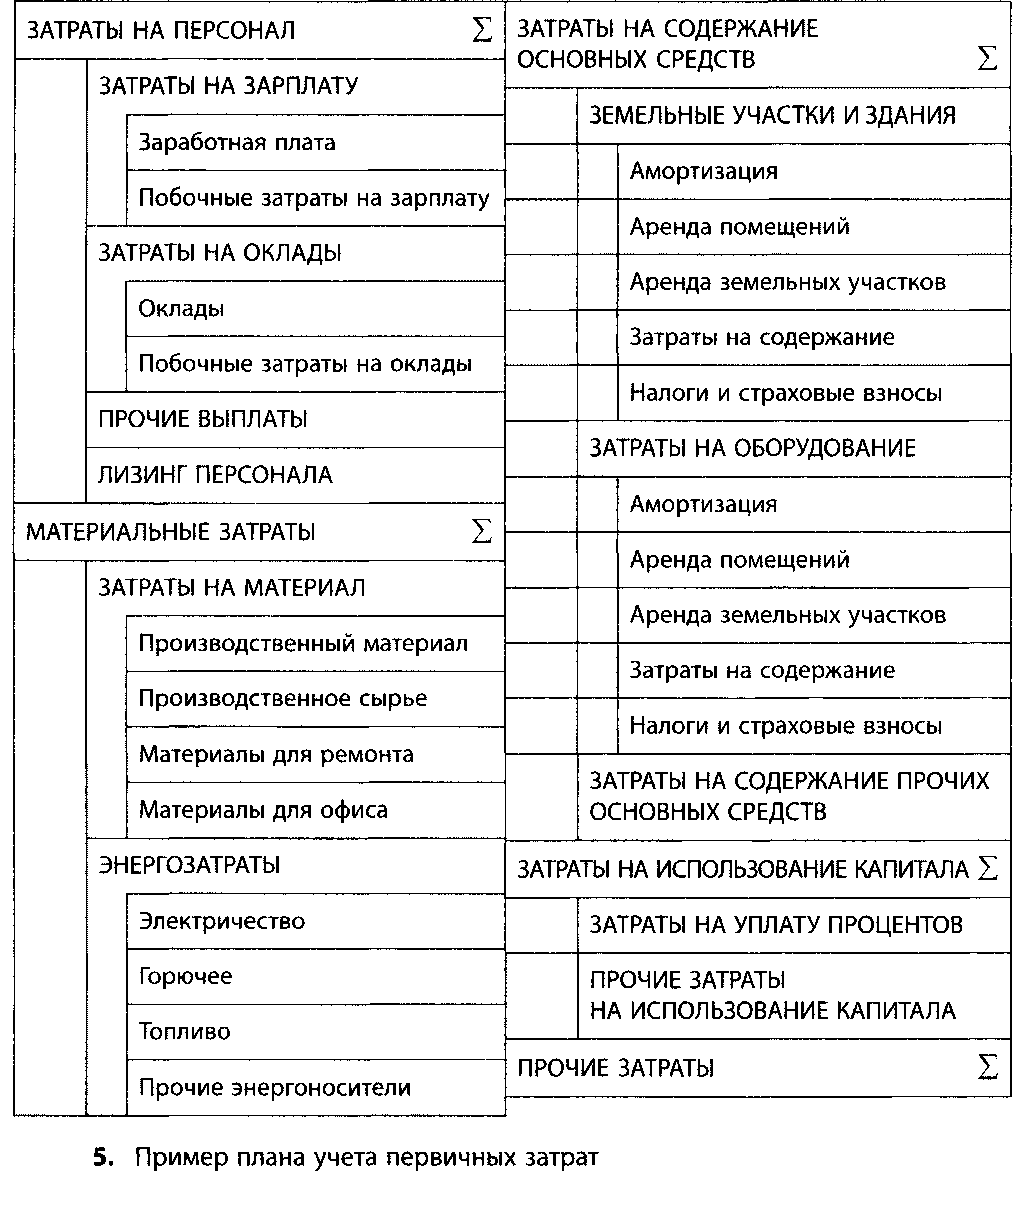 ЗАТРАТЫ НА ПЕРСОНАЛ ∑
ЗАТРАТЫ НА ЗАРПЛАТУ
Заработная плата
Побочные затраты на зарплату
ЗАТРАТЫ НА ОКЛАДЫ
Оклады
Побочные затраты на оклады
ПРОЧИЕ ВЫПЛАТЫ
ЛИЗИНГ ПЕРСОНАЛА
МАТЕРИАЛЬНЫЕ ЗАТРАТЫ ∑
ЗАТРАТЫ НА МАТЕРИАЛ
Производственный материал
Производственное сырье
Материалы для ремонта
Материалы для офиса
ЭНЕРГОЗАТРАТЫ
Электричество
Горючее
Топливо
Прочие энергоносители
ЗАТРАТЫ НА СОДЕРЖАНИЕ
ОСНОВНЫХ СРЕДСТВ ∑
ЗЕМЕЛЬНЫЕ УЧАСТКИ И ЗДАНИЯ
Амортизация
Аренда помещений
Аренда земельных участков
Затраты на содержание
Налоги и страховые взносы
ЗАТРАТЫ НА ОБОРУДОВАНИЕ
Амортизация
Аренда помещений
Аренда земельных участков
Затраты на содержание
Налоги и страховые взносы
ЗАТРАТЫ НА СОДЕРЖАНИЕ ПРОЧИХ
ОСНОВНЫХ СРЕДСТВ
ЗАТРАТЫ НА ИСПОЛЬЗОВАНИЕ КАПИТАЛА ∑
ЗАТРАТЫ НА УПЛАТУ ПРОЦЕНТОВ
ПРОЧИЕ ЗАТРАТЫ
НА ИСПОЛЬЗОВАНИЕ КАПИТАЛА
ПРОЧИЕ ЗАТРАТЫ ∑
5. Пример плана учета первичных затрат